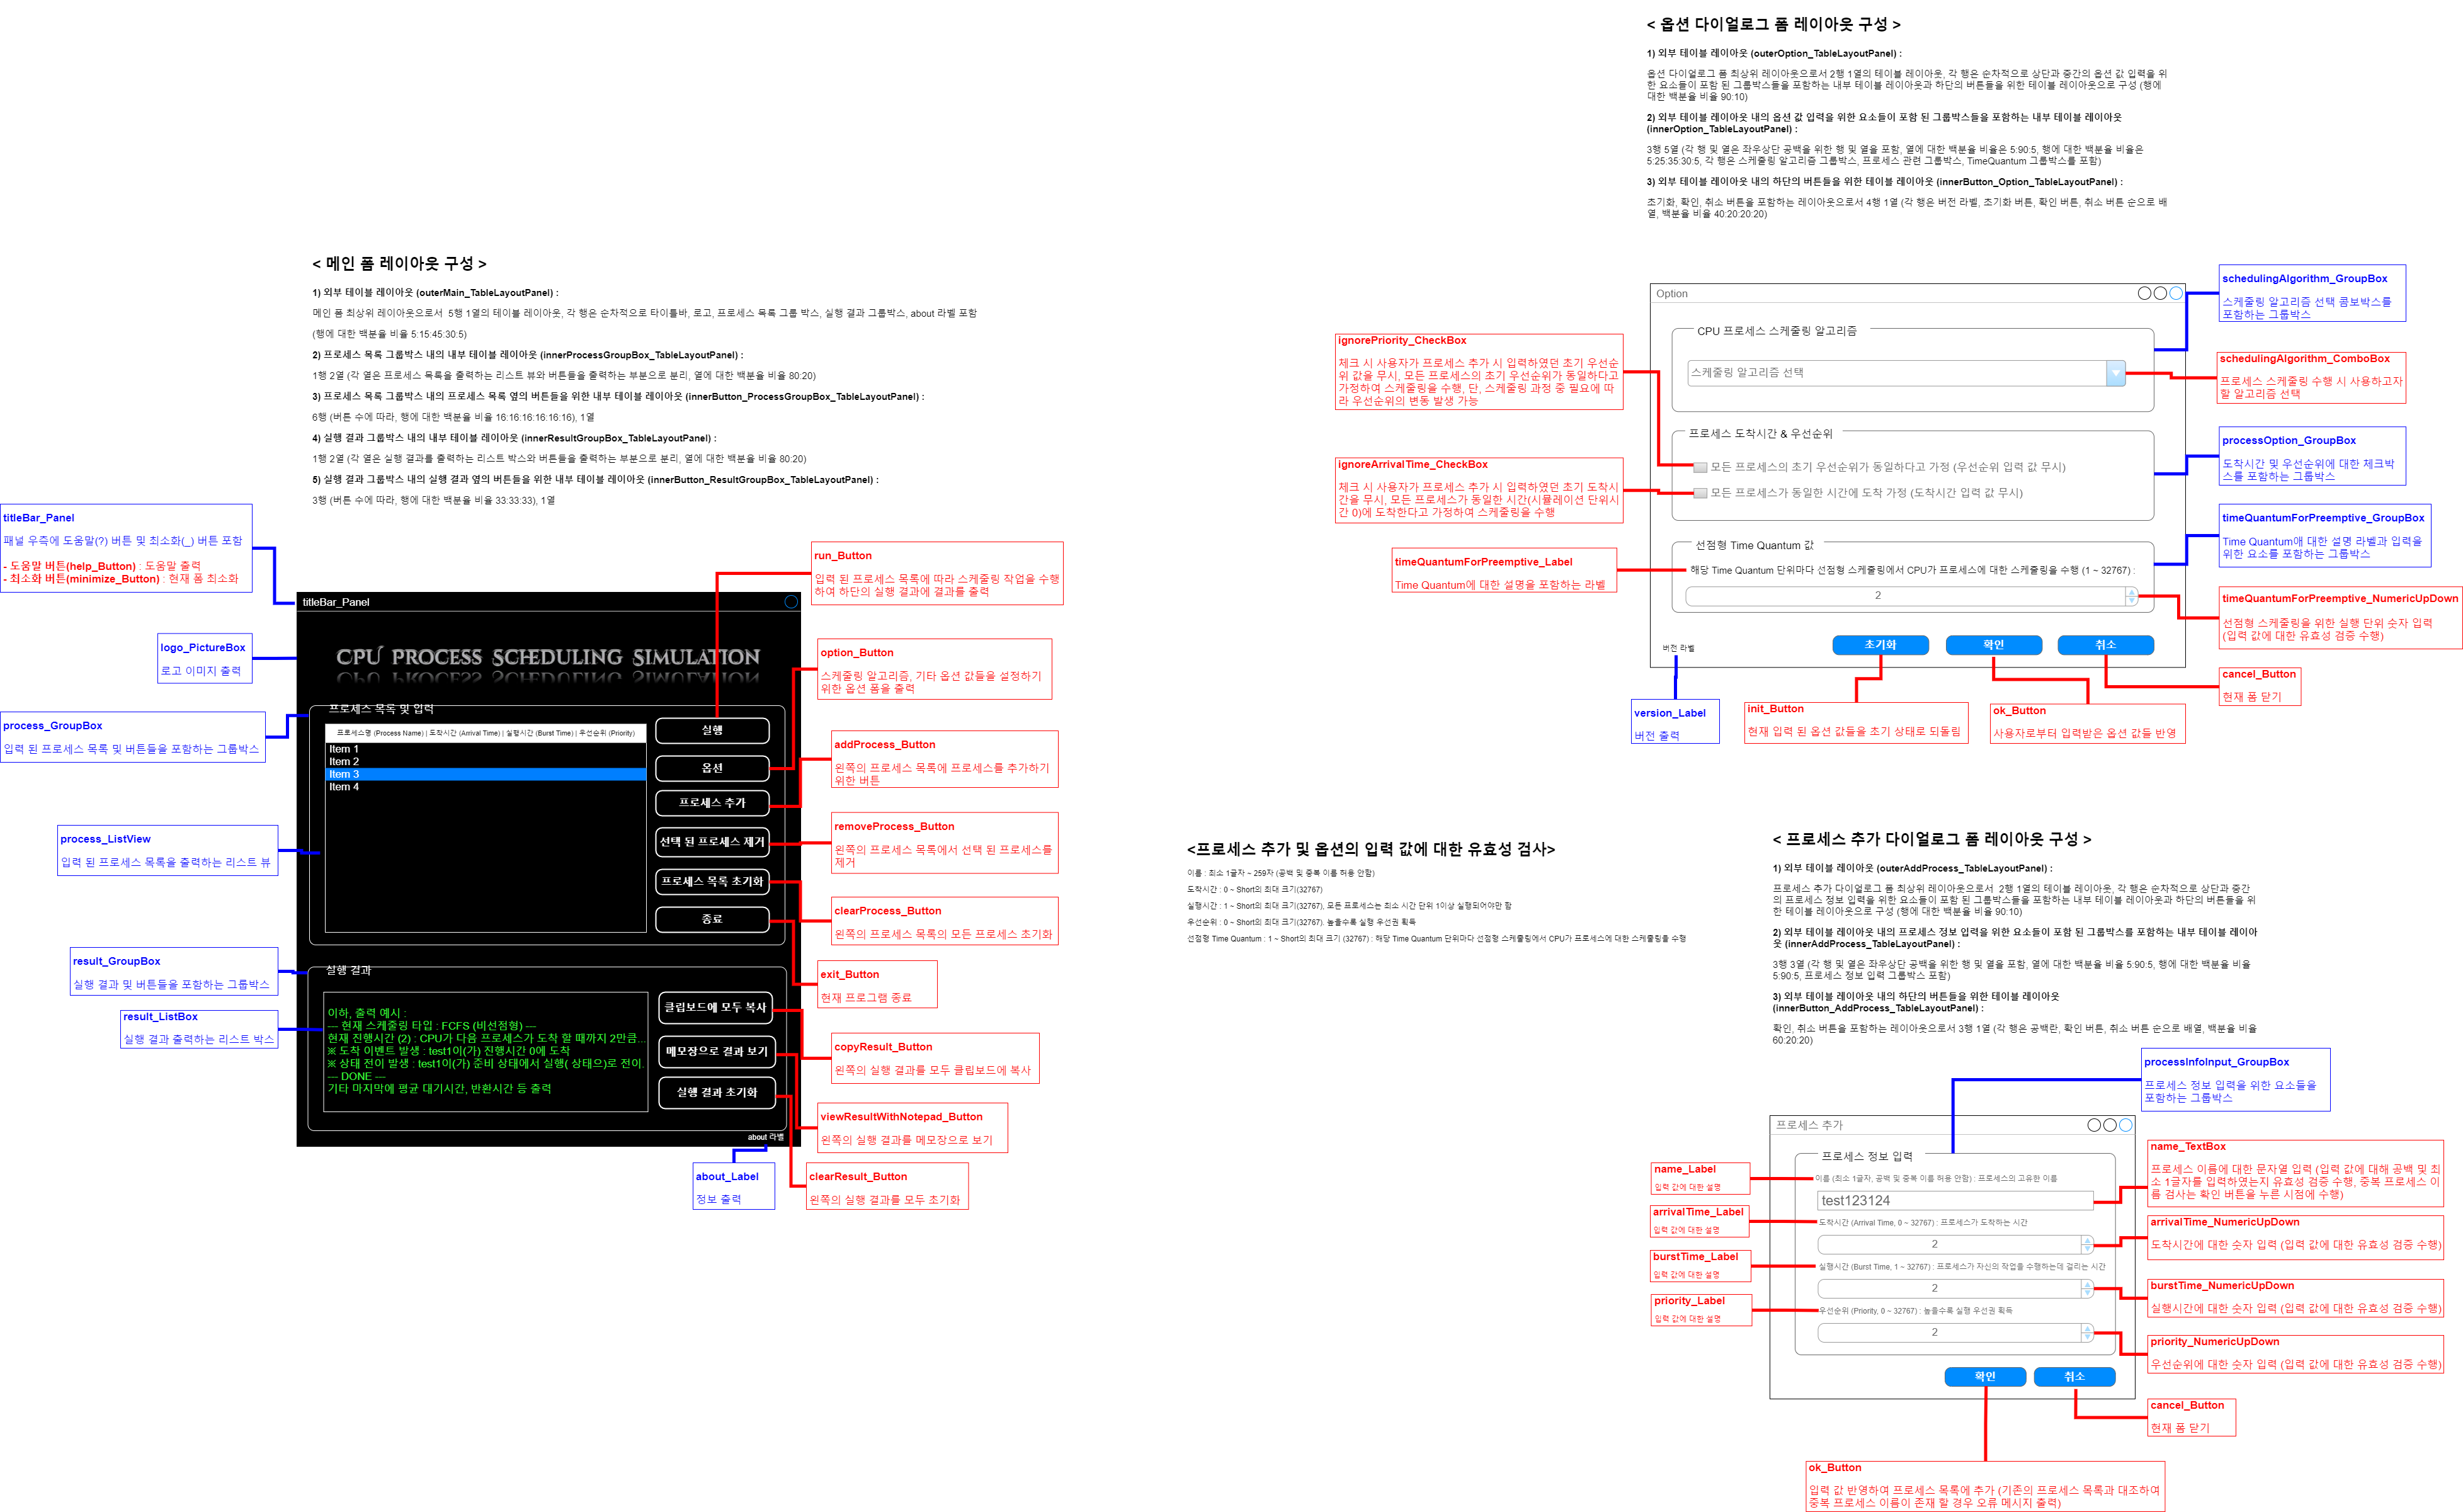 < 옵션 다이얼로그 폼 레이아웃 구성 >
1) 외부 테이블 레이아웃 (outerOption_TableLayoutPanel) :
옵션 다이얼로그 폼 최상위 레이아웃으로서 2행 1열의 테이블 레이아웃, 각 행은 순차적으로 상단과 중간의 옵션 값 입력을 위
한 요소들이 포함 된 그룹박스들을 포함하는 내부 테이블 레이아웃과 하단의 버튼들을 위한 테이블 레이아웃으로 구성 (행에
대한 백분율 비율 90:10)
2) 외부 테이블 레이아웃 내의 옵션 값 입력을 위한 요소들이 포함 된 그룹박스들을 포함하는 내부 테이블 레이아웃
(innerOption_TableLayoutPanel) :
3행 5열 (각 행 및 열은 좌우상단 공백을 위한 행 및 열을 포함, 열에 대한 백분율 비율은 5:90:5, 행에 대한 백분율 비율은
5:25:35:30:5, 각 행은 스케줄링 알고리즘 그룹박스, 프로세스 관련 그룹박스, TimeQuantum 그룹박스를 포함)
3) 외부 테이블 레이아웃 내의 하단의 버튼들을 위한 테이블 레이아웃 (innerButton_Option_TableLayoutPanel) :
초기화, 확인, 취소 버튼을 포함하는 레이아웃으로서 4행 1열 (각 행은 버전 라벨, 초기화 버튼, 확인 버튼, 취소 버튼 순으로 배
열, 백분율 비율 40:20:20:20)
< 메인 폼 레이아웃 구성 >
1) 외부 테이블 레이아웃 (outerMain_TableLayoutPanel) :
메인 폼 최상위 레이아웃으로서 5행 1열의 테이블 레이아웃, 각 행은 순차적으로 타이틀바, 로고, 프로세스 목록 그룹 박스, 실행 결과 그룹박스, about 라벨 포함
(행에 대한 백분율 비율 5:15:45:30:5)
2) 프로세스 목록 그룹박스 내의 내부 테이블 레이아웃 (innerProcessGroupBox_TableLayoutPanel) :
1행 2열 (각 열은 프로세스 목록을 출력하는 리스트 뷰와 버튼들을 출력하는 부분으로 분리, 열에 대한 백분율 비율 80:20)
3) 프로세스 목록 그룹박스 내의 프로세스 목록 옆의 버튼들을 위한 내부 테이블 레이아웃 (innerButton_ProcessGroupBox_TableLayoutPanel) :
6행 (버튼 수에 따라, 행에 대한 백분율 비율 16:16:16:16:16:16), 1열
4) 실행 결과 그룹박스 내의 내부 테이블 레이아웃 (innerResultGroupBox_TableLayoutPanel) :
1행 2열 (각 열은 실행 결과를 출력하는 리스트 박스와 버튼들을 출력하는 부분으로 분리, 열에 대한 백분율 비율 80:20)
5) 실행 결과 그룹박스 내의 실행 결과 옆의 버튼들을 위한 내부 테이블 레이아웃 (innerButton_ResultGroupBox_TableLayoutPanel) :
3행 (버튼 수에 따라, 행에 대한 백분율 비율 33:33:33), 1열
titleBar_Panel
패널 우측에 도움말(?) 버튼 및 최소화(_) 버튼 포함
- 도움말 버튼(help_Button) : 도움말 출력
- 최소화 버튼(minimize_Button) : 현재 폼 최소화
logo_PictureBox
로고 이미지 출력
process_GroupBox
입력 된 프로세스 목록 및 버튼들을 포함하는 그룹박스
process_ListView
입력 된 프로세스 목록을 출력하는 리스트 뷰
result_GroupBox
실행 결과 및 버튼들을 포함하는 그룹박스
result_ListBox
실행 결과 출력하는 리스트 박스
titleBar_Panel
CPU PROCESS SCHEDULING SIMULATION
프로세스 목록 및 입력
프로세스명 (Process Name) | 도착시간 (Arrival Time) | 실행시간 (Burst Time) | 우선순위 (Priority)
Item 1
Item 2
Item 3
Item 4
실행
옵션
프로세스 추가
선택 된 프로세스 제거
프로세스 목록 초기화
종료
실행 결과
이하, 출력 예시 :
--- 현재 스케줄링 타입 : FCFS (비선점형) ---
현재 진행시간 (2) : CPU가 다음 프로세스가 도착 할 때까지 2만큼...
※ 도착 이벤트 발생 : test1이(가) 진행시간 0에 도착
※ 상태 전이 발생 : test1이(가) 준비 상태에서 실행( 상태으)로 전이.
--- DONE ---
기타 마지막에 평균 대기시간, 반환시간 등 출력
클립보드에 모두 복사
메모장으로 결과 보기
실행 결과 초기화
about 라벨
about_Label
정보 출력
run_Button
입력 된 프로세스 목록에 따라 스케줄링 작업을 수행
하여 하단의 실행 결과에 결과를 출력
option_Button
스케줄링 알고리즘, 기타 옵션 값들을 설정하기
위한 옵션 폼을 출력
addProcess_Button
왼쪽의 프로세스 목록에 프로세스를 추가하기
위한 버튼
removeProcess_Button
왼쪽의 프로세스 목록에서 선택 된 프로세스를
제거
clearProcess_Button
왼쪽의 프로세스 목록의 모든 프로세스 초기화
exit_Button
현재 프로그램 종료
copyResult_Button
왼쪽의 실행 결과를 모두 클립보드에 복사
viewResultWithNotepad_Button
왼쪽의 실행 결과를 메모장으로 보기
clearResult_Button
왼쪽의 실행 결과를 모두 초기화
ignorePriority_CheckBox
체크 시 사용자가 프로세스 추가 시 입력하였던 초기 우선순
위 값을 무시, 모든 프로세스의 초기 우선순위가 동일하다고
가정하여 스케줄링을 수행, 단, 스케줄링 과정 중 필요에 따
라 우선순위의 변동 발생 가능
ignoreArrivalTime_CheckBox
체크 시 사용자가 프로세스 추가 시 입력하였던 초기 도착시
간을 무시, 모든 프로세스가 동일한 시간(시뮬레이션 단위시
간 0)에 도착한다고 가정하여 스케줄링을 수행
timeQuantumForPreemptive_Label
Time Quantum에 대한 설명을 포함하는 라벨
Option
CPU 프로세스 스케줄링 알고리즘
스케줄링 알고리즘 선택
프로세스 도착시간 & 우선순위
모든 프로세스의 초기 우선순위가 동일하다고 가정 (우선순위 입력 값 무시)
모든 프로세스가 동일한 시간에 도착 가정 (도착시간 입력 값 무시)
선점형 Time Quantum 값
해당 Time Quantum 단위마다 선점형 스케줄링에서 CPU가 프로세스에 대한 스케줄링을 수행 (1 ~ 32767) :
2
버전 라벨
초기화
확인
취소
version_Label
버전 출력
init_Button
현재 입력 된 옵션 값들을 초기 상태로 되돌림
ok_Button
사용자로부터 입력받은 옵션 값들 반영
schedulingAlgorithm_GroupBox
스케줄링 알고리즘 선택 콤보박스를
포함하는 그룹박스
schedulingAlgorithm_ComboBox
프로세스 스케줄링 수행 시 사용하고자
할 알고리즘 선택
processOption_GroupBox
도착시간 및 우선순위에 대한 체크박
스를 포함하는 그룹박스
timeQuantumForPreemptive_GroupBox
Time Quantum에 대한 설명 라벨과 입력을
위한 요소를 포함하는 그룹박스
timeQuantumForPreemptive_NumericUpDown
선점형 스케줄링을 위한 실행 단위 숫자 입력
(입력 값에 대한 유효성 검증 수행)
cancel_Button
현재 폼 닫기
<프로세스 추가 및 옵션의 입력 값에 대한 유효성 검사>
이름 : 최소 1글자 ~ 259자 (공백 및 중복 이름 허용 안함)
도착시간 : 0 ~ Short의 최대 크기(32767)
실행시간 : 1 ~ Short의 최대 크기(32767), 모든 프로세스는 최소 시간 단위 1이상 실행되어야만 함
우선순위 : 0 ~ Short의 최대 크기(32767). 높을수록 실행 우선권 획득
선점형 Time Quantum : 1 ~ Short의 최대 크기 (32767) : 해당 Time Quantum 단위마다 선점형 스케줄링에서 CPU가 프로세스에 대한 스케줄링을 수행
< 프로세스 추가 다이얼로그 폼 레이아웃 구성 >
1) 외부 테이블 레이아웃 (outerAddProcess_TableLayoutPanel) :
프로세스 추가 다이얼로그 폼 최상위 레이아웃으로서 2행 1열의 테이블 레이아웃, 각 행은 순차적으로 상단과 중간
의 프로세스 정보 입력을 위한 요소들이 포함 된 그룹박스들을 포함하는 내부 테이블 레이아웃과 하단의 버튼들을 위
한 테이블 레이아웃으로 구성 (행에 대한 백분율 비율 90:10)
2) 외부 테이블 레이아웃 내의 프로세스 정보 입력을 위한 요소들이 포함 된 그룹박스를 포함하는 내부 테이블 레이아
웃 (innerAddProcess_TableLayoutPanel) :
3행 3열 (각 행 및 열은 좌우상단 공백을 위한 행 및 열을 포함, 열에 대한 백분율 비율 5:90:5, 행에 대한 백분율 비율
5:90:5, 프로세스 정보 입력 그룹박스 포함)
3) 외부 테이블 레이아웃 내의 하단의 버튼들을 위한 테이블 레이아웃
(innerButton_AddProcess_TableLayoutPanel) :
확인, 취소 버튼을 포함하는 레이아웃으로서 3행 1열 (각 행은 공백란, 확인 버튼, 취소 버튼 순으로 배열, 백분율 비율
60:20:20)
processInfoInput_GroupBox
프로세스 정보 입력을 위한 요소들을
포함하는 그룹박스
name_Label
입력 값에 대한 설명
arrivalTime_Label
입력 값에 대한 설명
burstTime_Label
입력 값에 대한 설명
priority_Label
입력 값에 대한 설명
프로세스 추가
프로세스 정보 입력
이름 (최소 1글자, 공백 및 중복 이름 허용 안함) : 프로세스의 고유한 이름
test123124
도착시간 (Arrival Time, 0 ~ 32767) : 프로세스가 도착하는 시간
2
실행시간 (Burst Time, 1 ~ 32767) : 프로세스가 자신의 작업을 수행하는데 걸리는 시간
2
우선순위 (Priority, 0 ~ 32767) : 높을수록 실행 우선권 획득
2
확인
취소
name_TextBox
프로세스 이름에 대한 문자열 입력 (입력 값에 대해 공백 및 최
소 1글자를 입력하였는지 유효성 검증 수행, 중복 프로세스 이
름 검사는 확인 버튼을 누른 시점에 수행)
arrivalTime_NumericUpDown
도착시간에 대한 숫자 입력 (입력 값에 대한 유효성 검증 수행)
burstTime_NumericUpDown
실행시간에 대한 숫자 입력 (입력 값에 대한 유효성 검증 수행)
priority_NumericUpDown
우선순위에 대한 숫자 입력 (입력 값에 대한 유효성 검증 수행)
cancel_Button
현재 폼 닫기
ok_Button
입력 값 반영하여 프로세스 목록에 추가 (기존의 프로세스 목록과 대조하여
중복 프로세스 이름이 존재 할 경우 오류 메시지 출력)